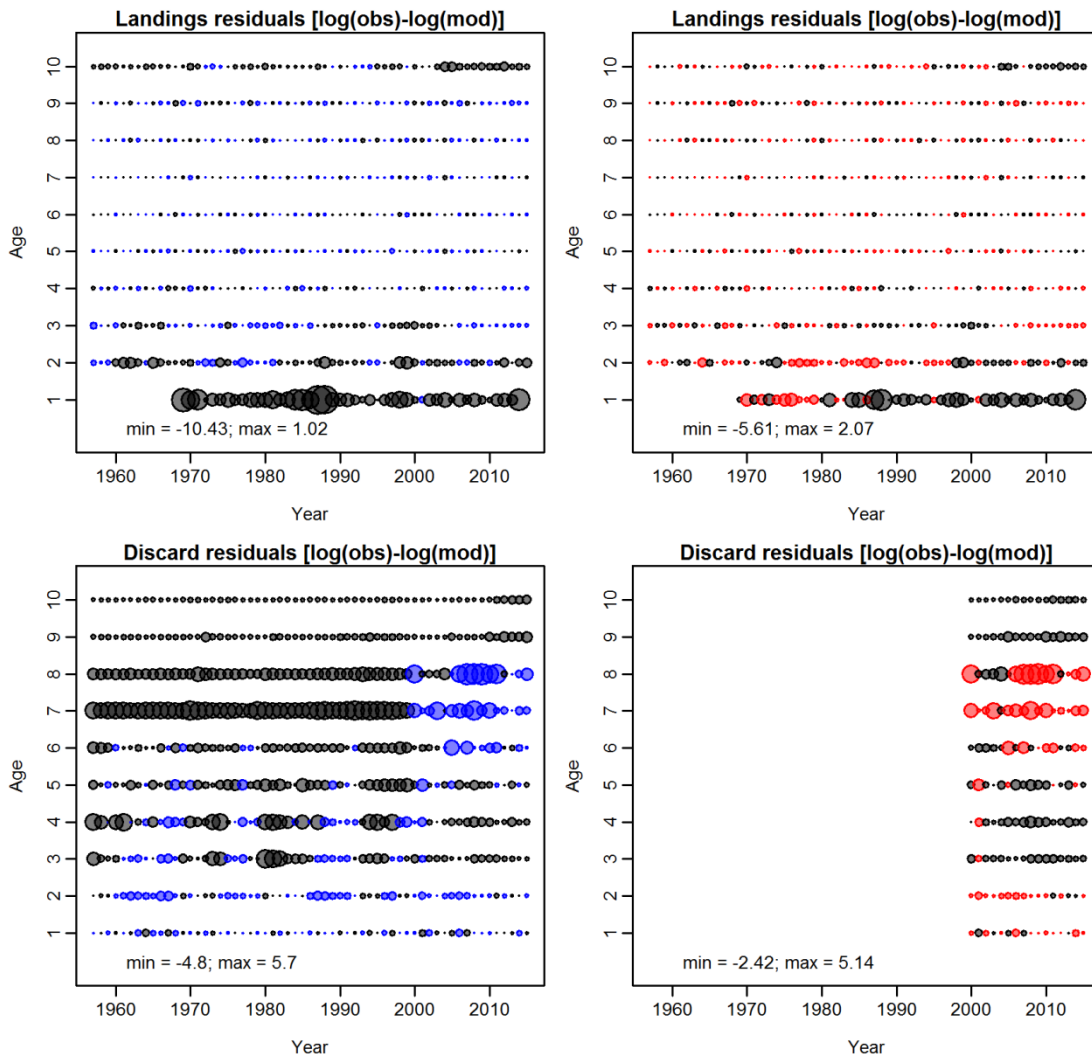 Landings residuals [log(obs)-log(mod)]
Age
10
9
8
7
6
5
4
3
2
1
min = -10.43; max = 1.02
1960 1970 1980 1990 2000 2010
Year
Landings residuals [log(obs)-log(mod)]
Age
10
9
8
7
6
5
4
3
2
1
min = -5.61; max = 2.07
1960 1970 1980 1990 2000 2010
Year
Discard residuals [log(obs)-log(mod)]
Age
10
9
8
7
6
5
4
3
2
1
min = -4.8; max = 5.7
1960 1970 1980 1990 2000 2010
Year
Discard residuals [log(obs)-log(mod)]
Age
10
9
8
7
6
5
4
3
2
1
min = -2.42; max = 5.14
1960 1970 1980 1990 2000 2010
Year